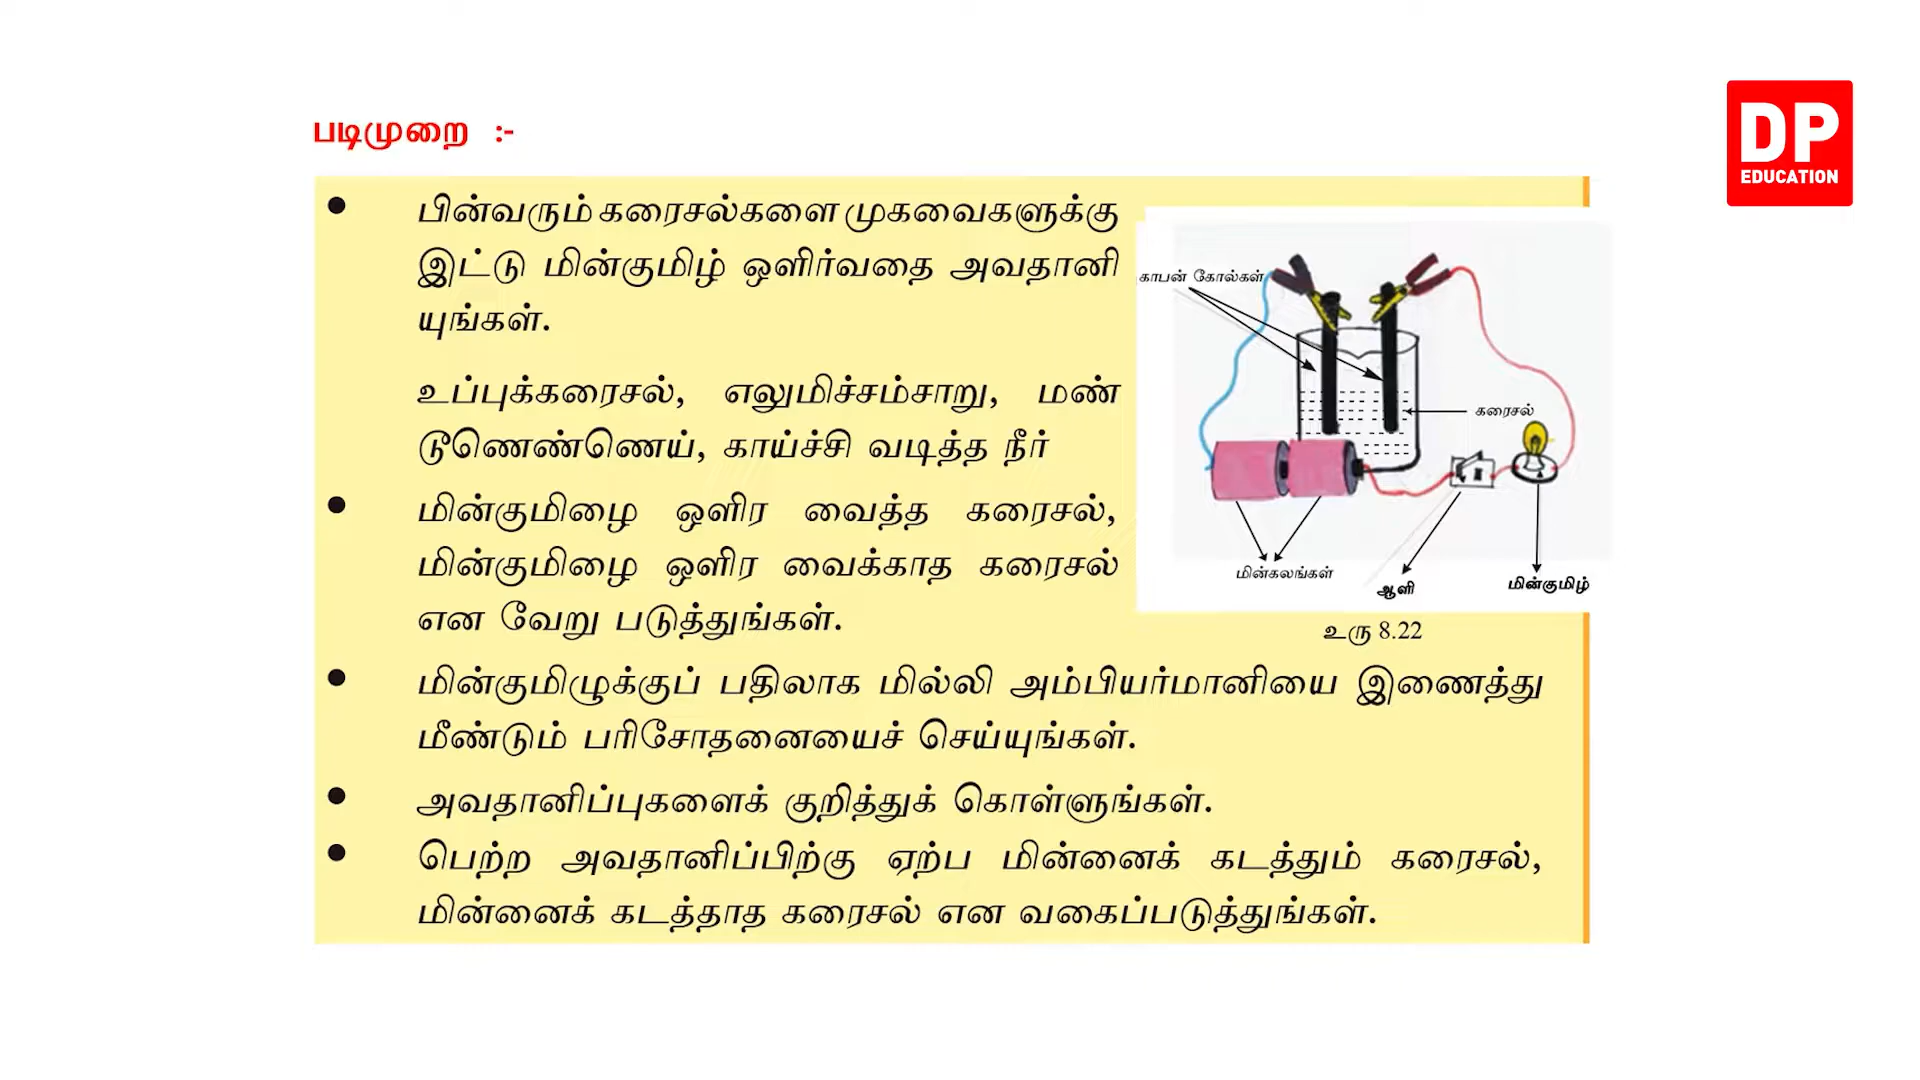 படிமுறை :-
DP
EDUCATION
பின்வரும் கரைசல்களை முகவைகளுக்கு
இட்டு மின்குமிழ் ஒளிர்வதை அவதானி
யுங்கள்.
உப்புக்கரைசல், எலுமிச்சம்சாறு, மண்
டூணெண்ணெய், காய்ச்சி வடித்த நீர்
மின்குமிழை ஒளிர வைத்த கரைசல்,
மின்குமிழை ஒளிர வைக்காத கரைசல்
என வேறு படுத்துங்கள்.
காபன் கோல்கள்
கரைசல்
மின்கலங்கள்
ஆளி
மின்குமிழ்
உரு 8.22
மின்குமிழுக்குப் பதிலாக மில்லி அம்பியர்மானியை இணைத்து
மீண்டும் பரிசோதனையைச் செய்யுங்கள்.
அவதானிப்புகளைக் குறித்துக் கொள்ளுங்கள்.
பெற்ற அவதானிப்பிற்கு ஏற்ப மின்னைக் கடத்தும் கரைசல்,
மின்னைக் கடத்தாத கரைசல் என வகைப்படுத்துங்கள்.